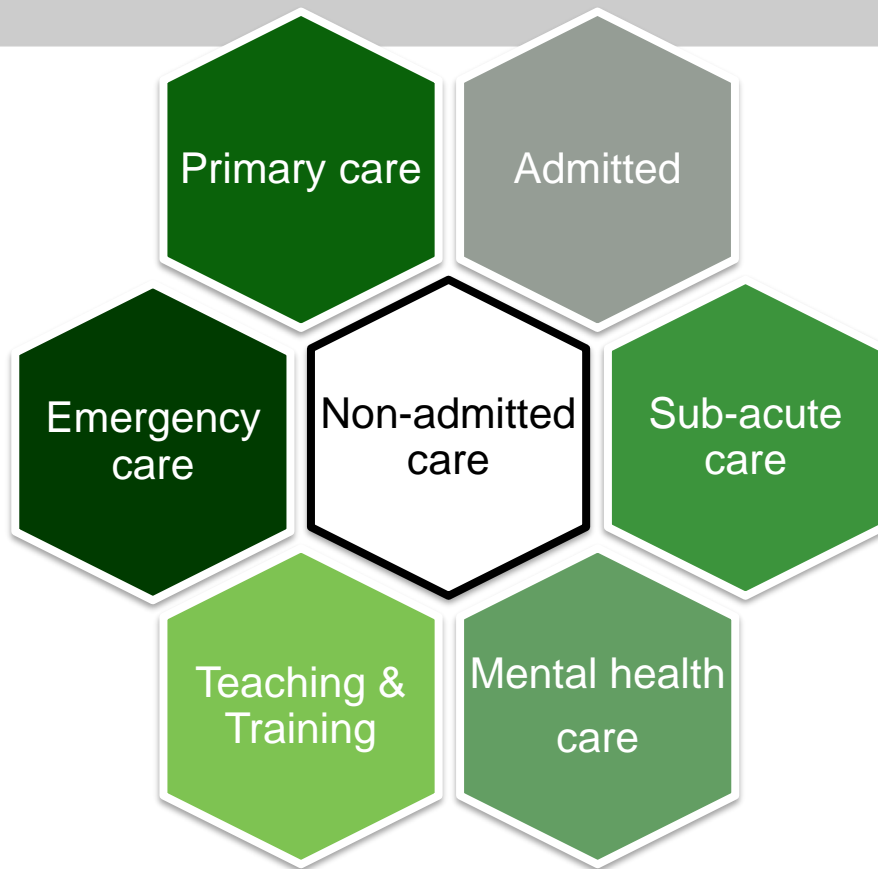 Primary care
Admitted
Emergency
care
Non-admitted
care
Sub-acute
care
Teaching &
Training
Mental health
care